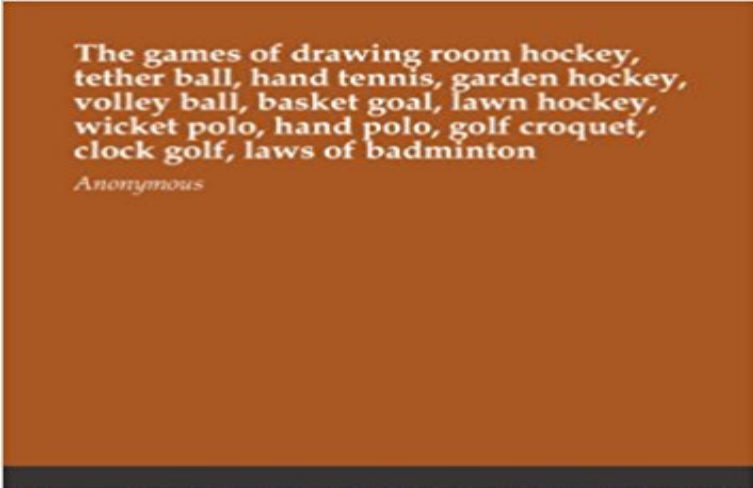 The games of drawing room hockey,
tether ball, hand tennis, garden hockey,
volley ball, basket goal, lawn hockey,
wicket polo, hand polo, golf croquet,
clock golf, laws of badminton
Anonymous